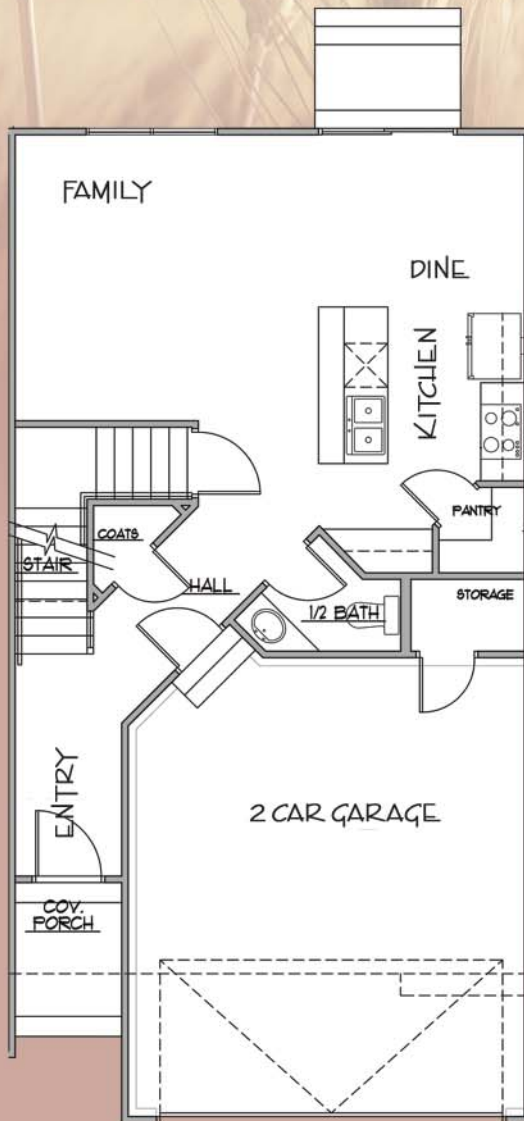 FAMILY
DINE
KITCHEN
PANTRY
COATS
STAIR
HALL
1/2 BATH
STORAGE
ENTRY
2 CAR GARAGE
COV.
PORCH